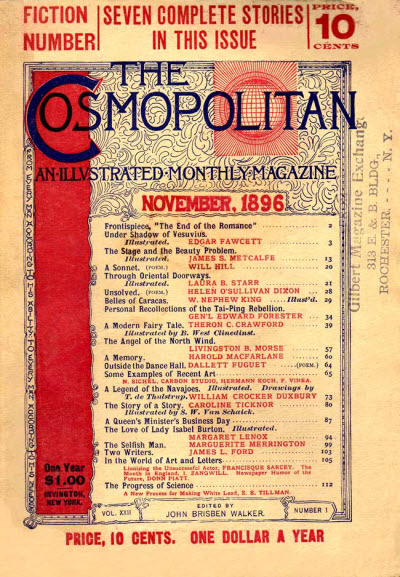 FICTION NUMBER
SEVEN COMPLETE STORIES IN THIS ISSUE
PRICE, 10 CENTS
THE
COSMOPOLITAN
AN·ILLVSTRATED·MONTHLY·MAGAZINE
NOVEMBER, 1896
Frontispiece, "The End of the Romance" 2
Under Shadow of Vesuvius.
Illustrated. EDGAR FAWCETT 3
The Stage and the Beauty Problem.
Illustrated. JAMES S. METCALFE 13
A Sonnet. (POEM.) WILL HILL 20
Through Oriental Doorways.
Illustrated. LAURA B. STARR 21
Unsolved. (POEM.) HELEN O'SULLIVAN DIXON 28
Belles of Caracas. W. NEPHEW KING Illust'd. 29
Personal Recollections of the Tai-Ping Rebellion.
GEN'L EDWARD FORESTER 34
A Modern Fairy Tale. THERON C. CRAWFORD 39
Illustrated by B. West Clinedinst.
The Angel of the North Wind.
LIVINGSTON B. MORSE 57
A Memory. HAROLD MACFARLANE 60
Outside the Dance Hall. DALLETT FUGUET (POEM.) 64
Some Examples of Recent Art 65
N. SICHEL, CARBON STUDIO, HERMANN KOCH, F. VINEA.
A Legend of the Navajoes. Illustrated. Drawings by
T. de Thulstrup. WILLIAM CROCKER DUXBURY 73
The Story of a Story. CAROLINE TICKNOR 80
Illustrated by S. W. Van Schaick.
A Queen's Minister's Business Day 87
The Love of Lady Isabel Burton. Illustrated.
MARGARET LENOX 94
The Selfish Man. MARGUERITE MERRINGTON 99
Two Writers. JAMES L. FORD 103
In the World of Art and Letters 105
Lionizing the Unsuccessful Actor, FRANCISQUE SARCEY. The
Month in England, I. ZANGWILL. Newspaper Humor of the
Future, DONN PIATT.
The Progress of Science 112
A New Process for Making White Lead, S. E. TILLMAN.
One Year
$1.00
IRVINGTON,
NEW YORK.
VOL. XXII
EDITED BY
JOHN BRISBEN WALKER.
NUMBER 1
PRICE, 10 CENTS. ONE DOLLAR A YEAR
Gilbert Magazine Exchang
313 E. & B. BLDG,
ROCHESTER, - - - - N. Y.